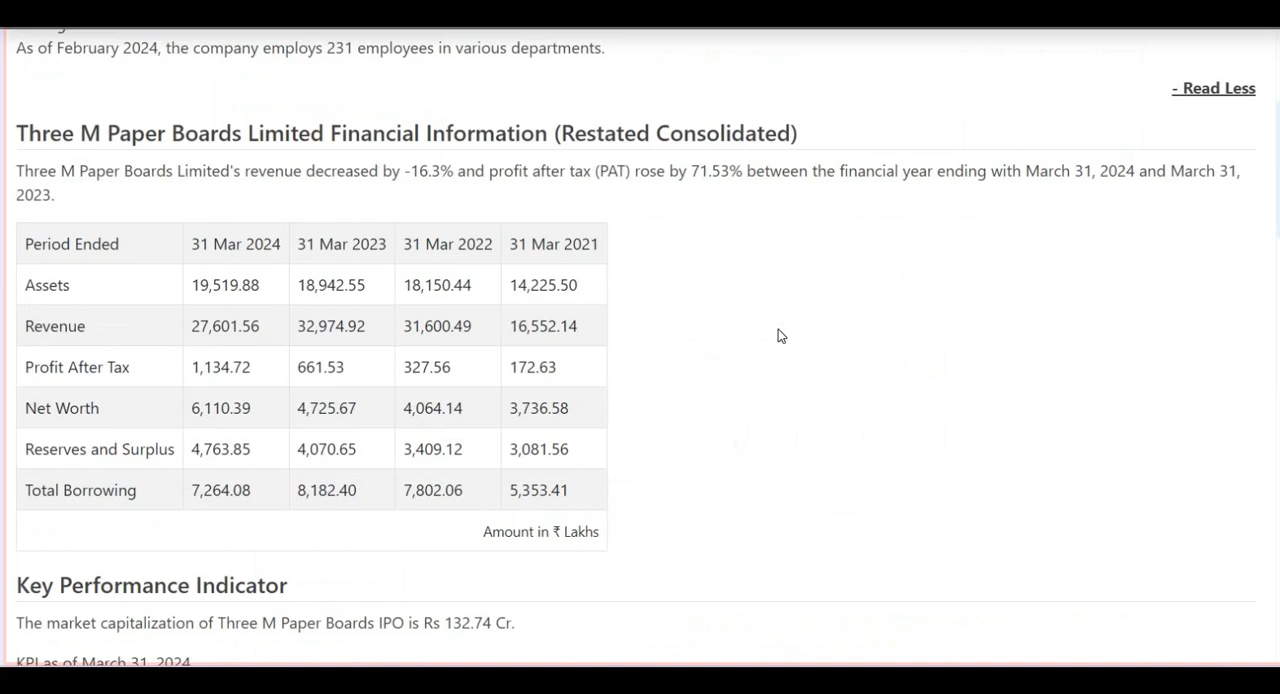 As of February 2024, the company employs 231 employees in various departments.
- Read Less
Three M Paper Boards Limited Financial Information (Restated Consolidated)
Three M Paper Boards Limited's revenue decreased by -16.3% and profit after tax (PAT) rose by 71.53% between the financial year ending with March 31, 2024 and March 31,
2023.
Period Ended 31 Mar 2024 31 Mar 2023 31 Mar 2022 31 Mar 2021
Assets 19,519.88 18,942.55 18,150.44 14,225.50
Revenue 27,601.56 32,974.92 31,600.49 16,552.14
Profit After Tax 1,134.72 661.53 327.56 172.63
Net Worth 6,110.39 4,725.67 4,064.14 3,736.58
Reserves and Surplus 4,763.85 4,070.65 3,409.12 3,081.56
Total Borrowing 7,264.08 8,182.40 7,802.06 5,353.41
Amount in ₹ Lakhs
Key Performance Indicator
The market capitalization of Three M Paper Boards IPO is Rs 132.74 Cr.
KPI as of March 31, 2024